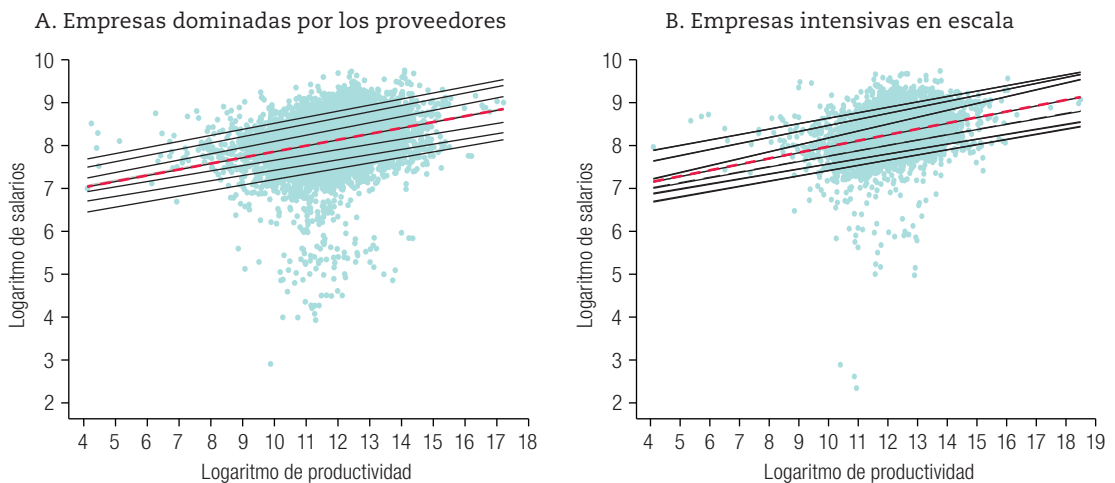 A. Empresas dominadas por los proveedores
10
9
8
7
6
5
4
3
2
Logaritmo de salarios
4 5 6 7 8 9 10 11 12 13 14 15 16 17 18
Logaritmo de productividad
B. Empresas intensivas en escala
10
9
8
7
6
5
4
3
2
Logaritmo de salarios
4 5 6 7 8 9 10 11 12 13 14 15 16 17 18 19
Logaritmo de productividad